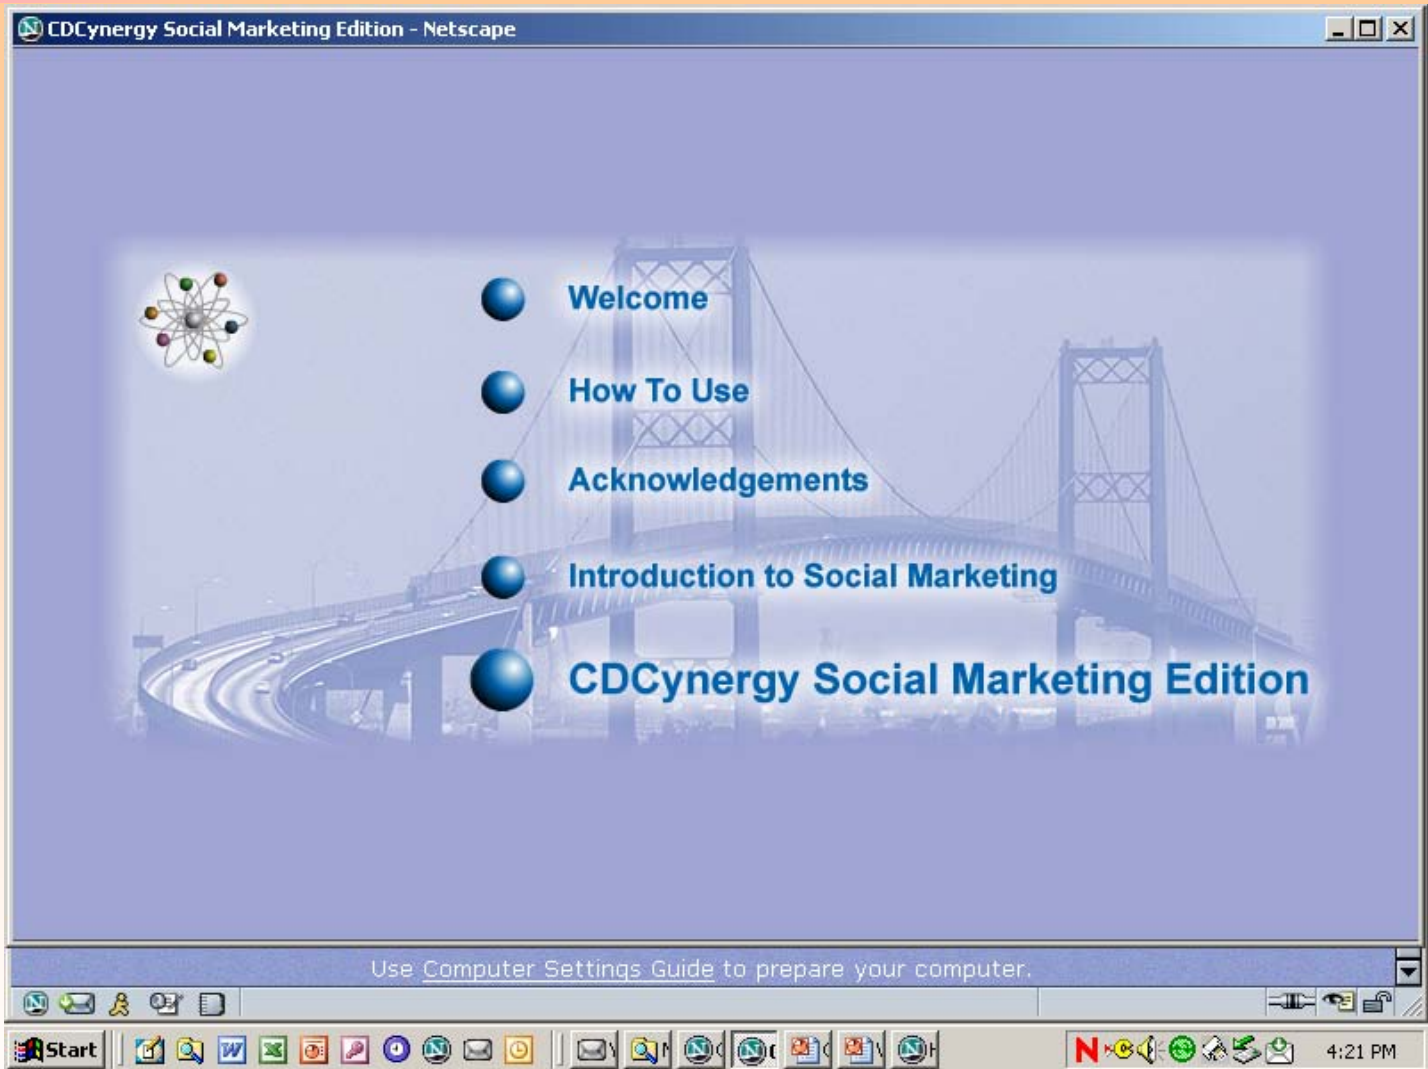 CDCynergy Social Marketing Edition - Netscape
Welcome
How To Use
Acknowledgements
Introduction to Social Marketing
CDCynergy Social Marketing Edition
Use Computer Settings Guide to prepare your computer.
Start
4:21 PM